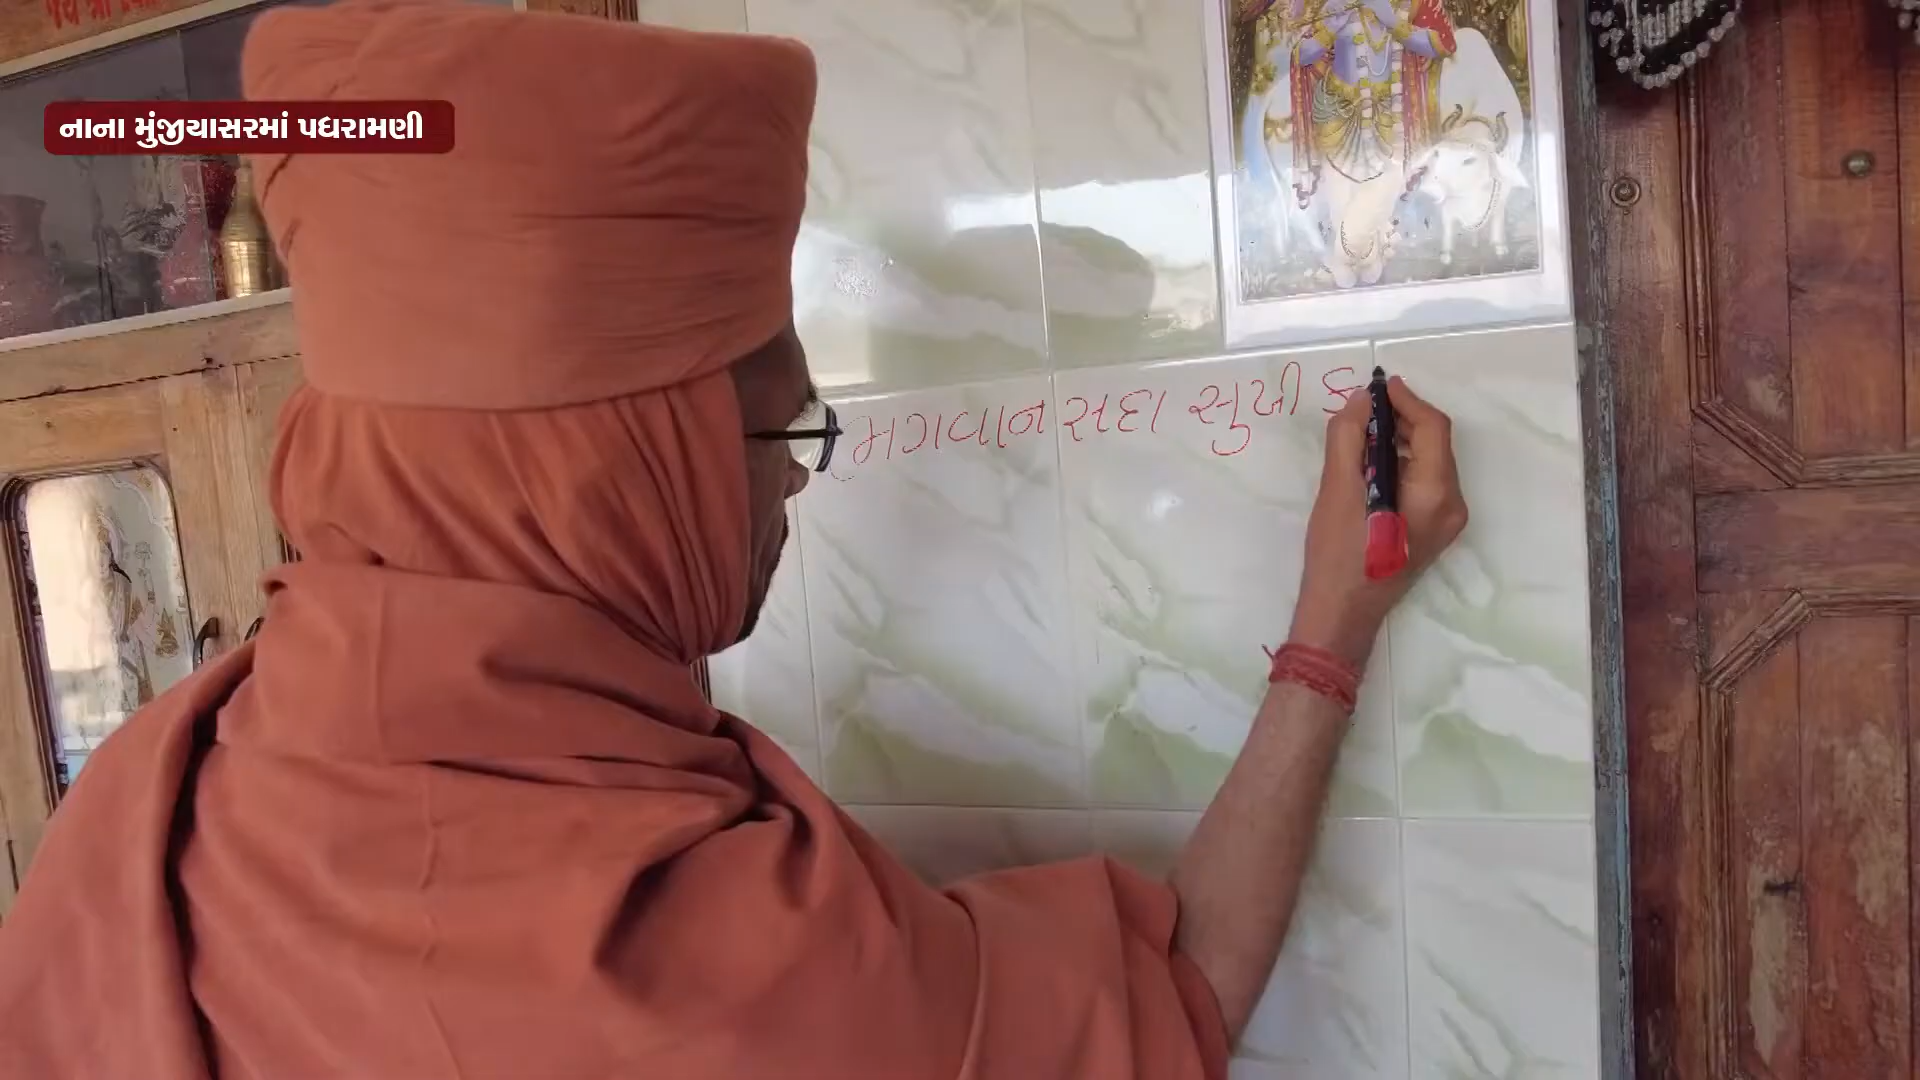 નાના મુંજીયાસરમાં પધરામણી
ભગવાન સદા સુખી ક